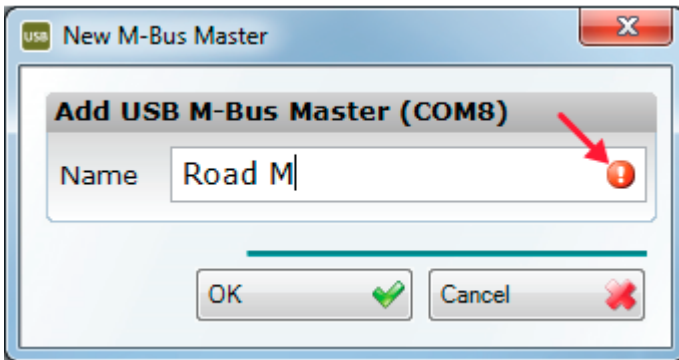 USB New M-Bus Master
Add USB M-Bus Master (COM8)
Name Road M
OK Cancel